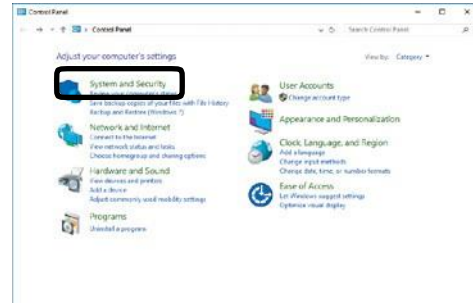 Control Panel
Control Panel
Search Control Panel
Adjust your computer's settings
View by: Category
System and Security
Review your computer's status
Save backup copies of your files with File History
Backup and Restore (Windows 7)
Network and Internet
Connect to the Internet
View network status and tasks
Choose homegroup and sharing options
Hardware and Sound
View devices and printers
Add a device
Adjust commonly used mobility settings
Programs
Uninstall a program
User Accounts
Change account type
Appearance and Personalization
Clock, Language, and Region
Add a language
Change input methods
Change date, time, or number formats
Ease of Access
Let Windows suggest settings
Optimize visual display